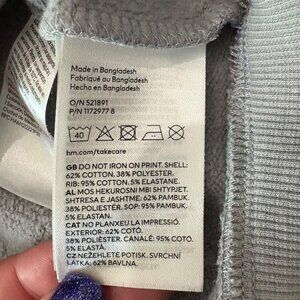 Made in Bangladesh
Fabriqué au Bangladesh
Hecho en Bangladesh
O/N 521891
P/N 1172977 8
40
hm.com/takecare
GB DO NOT IRON ON PRINT. SHELL:
62% COTTON, 38% POLYESTER.
RIB: 95% COTTON, 5% ELASTANE.
AL MOS HEKUROSNI MBI SHTYPJET.
SHTRESA E JASHTME: 62% PAMBUK,
38% POLIESTËR. SOP: 95% PAMBUK,
5% ELASTAN.
CAT NO PLANXEU LA IMPRESSIÓ.
EXTERIOR: 62% COTÓ,
38% POLIÈSTER. CANALÉ: 95% COTÓ,
5% ELASTÀ.
CZ NEŽEHLETE POTISK. SVRCHNÍ
LÁTKA: 62% BAVLNA,